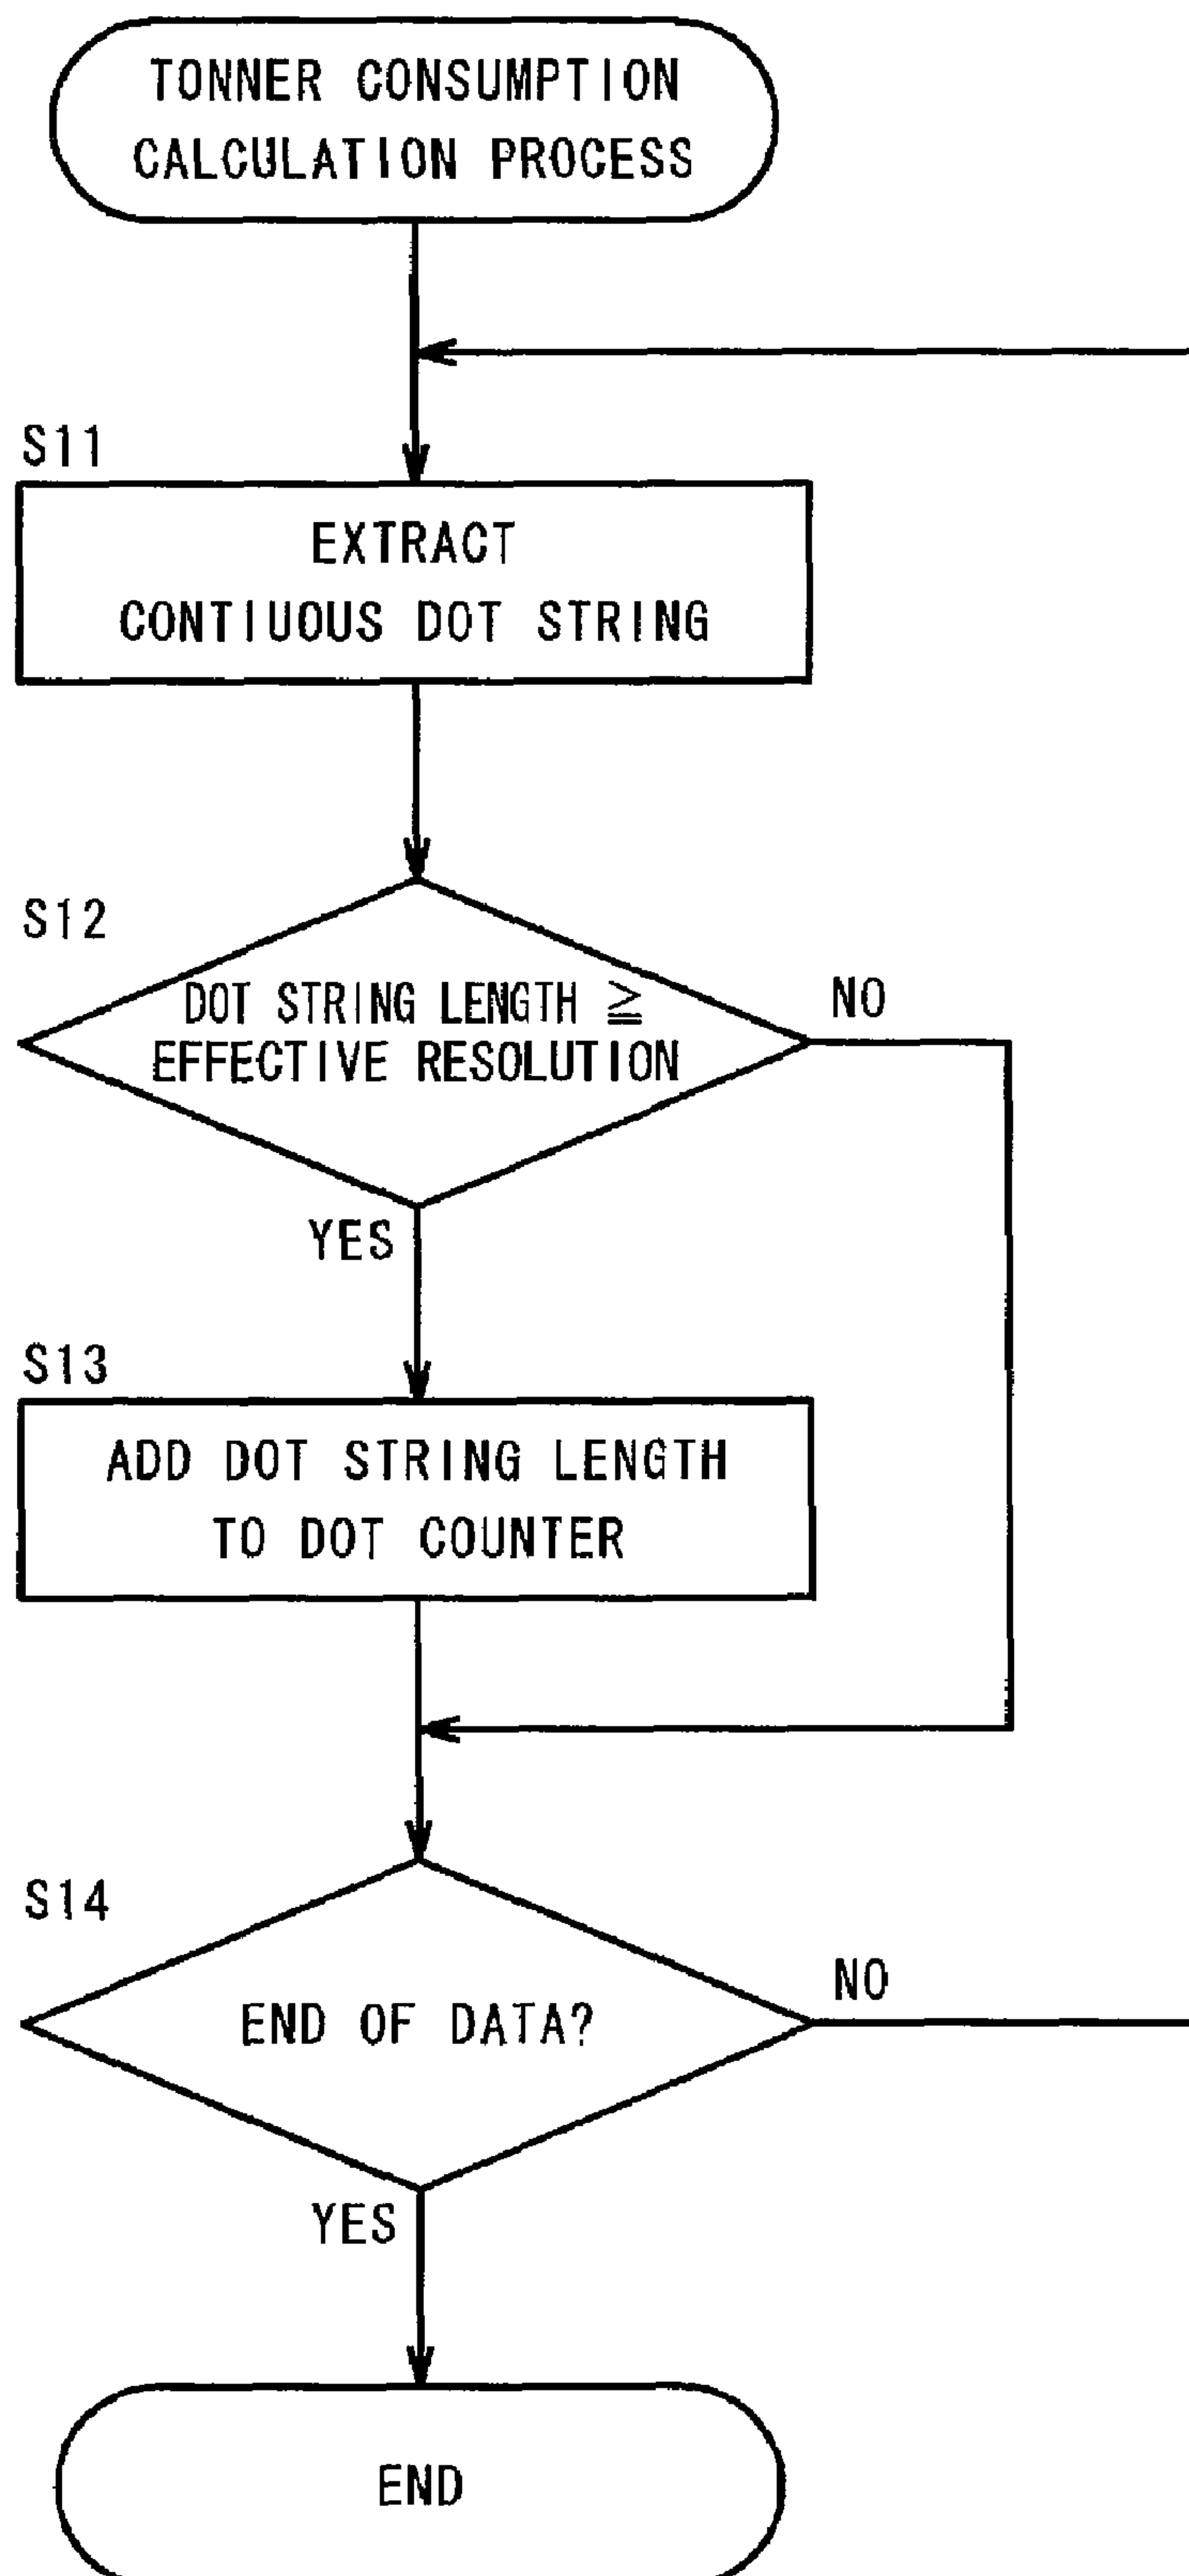 TONNER CONSUMPTION
CALCULATION PROCESS
S11
EXTRACT
CONTIUOUS DOT STRING
S12
DOT STRING LENGTH ≧
EFFECTIVE RESOLUTION
NO
YES
S13
ADD DOT STRING LENGTH
TO DOT COUNTER
S14
END OF DATA?
NO
YES
END